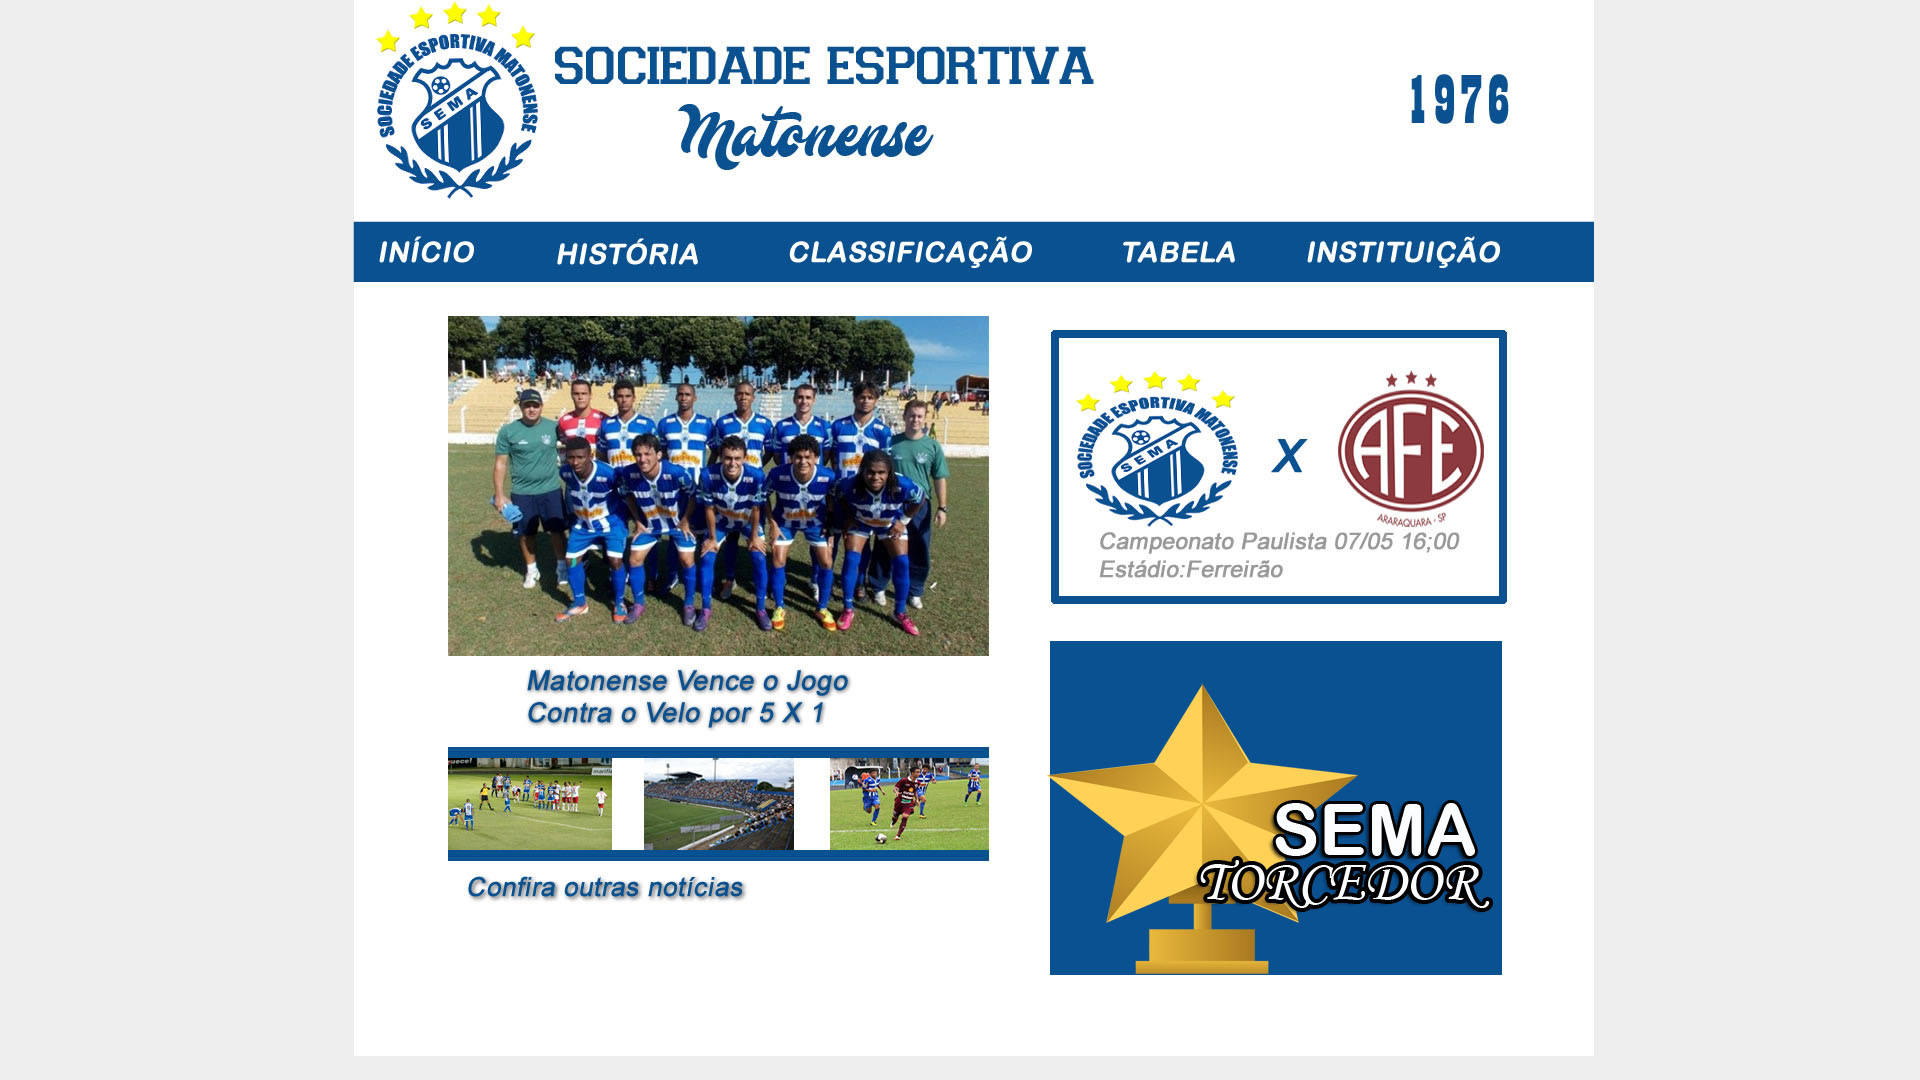 SOCIEDADE ESPORTIVA MATONENSE
SEMA
SOCIEDADE ESPORTIVA
Matonense
1976
INÍCIO HISTÓRIA CLASSIFICAÇÃO TABELA INSTITUIÇÃO
SOCIEDADE ESPORTIVA MATONENSE
SEMA
X
AFE
ARARAQUARA - SP
Campeonato Paulista 07/05 16;00
Estádio:Ferreirão
Matonense Vence o Jogo
Contra o Velo por 5 X 1
Confira outras notícias
SEMA
TORCEDOR